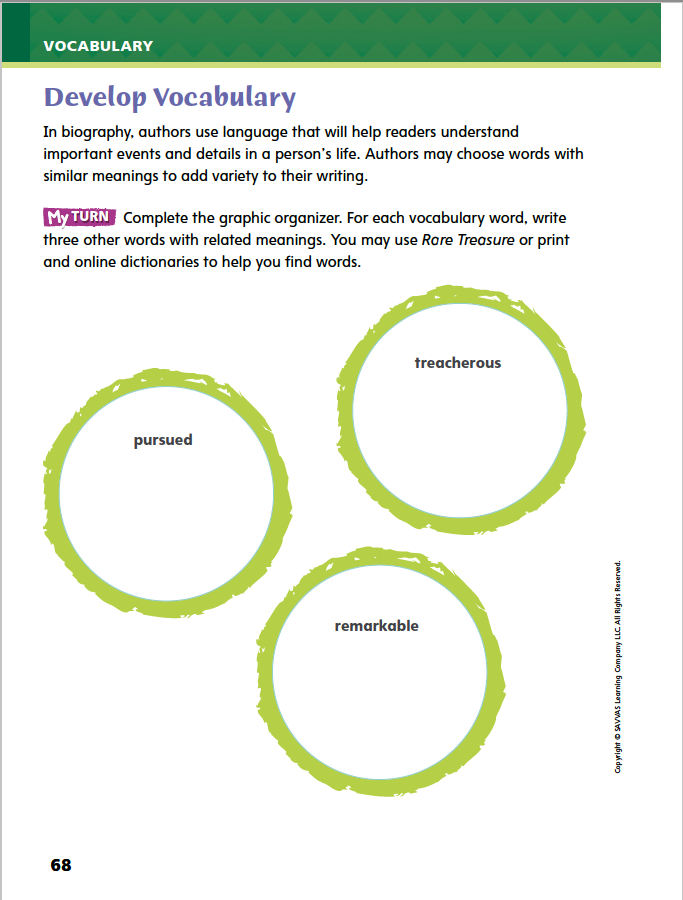 VOCABULARY
Develop Vocabulary
In biography, authors use language that will help readers understand
important events and details in a person's life. Authors may choose words with
similar meanings to add variety to their writing.
My TURN Complete the graphic organizer. For each vocabulary word, write
three other words with related meanings. You may use Rare Treasure or print
and online dictionaries to help you find words.
treacherous
pursued
remarkable
Copyright © SAVVAS Learning Company LLC. All Rights Reserved.
68